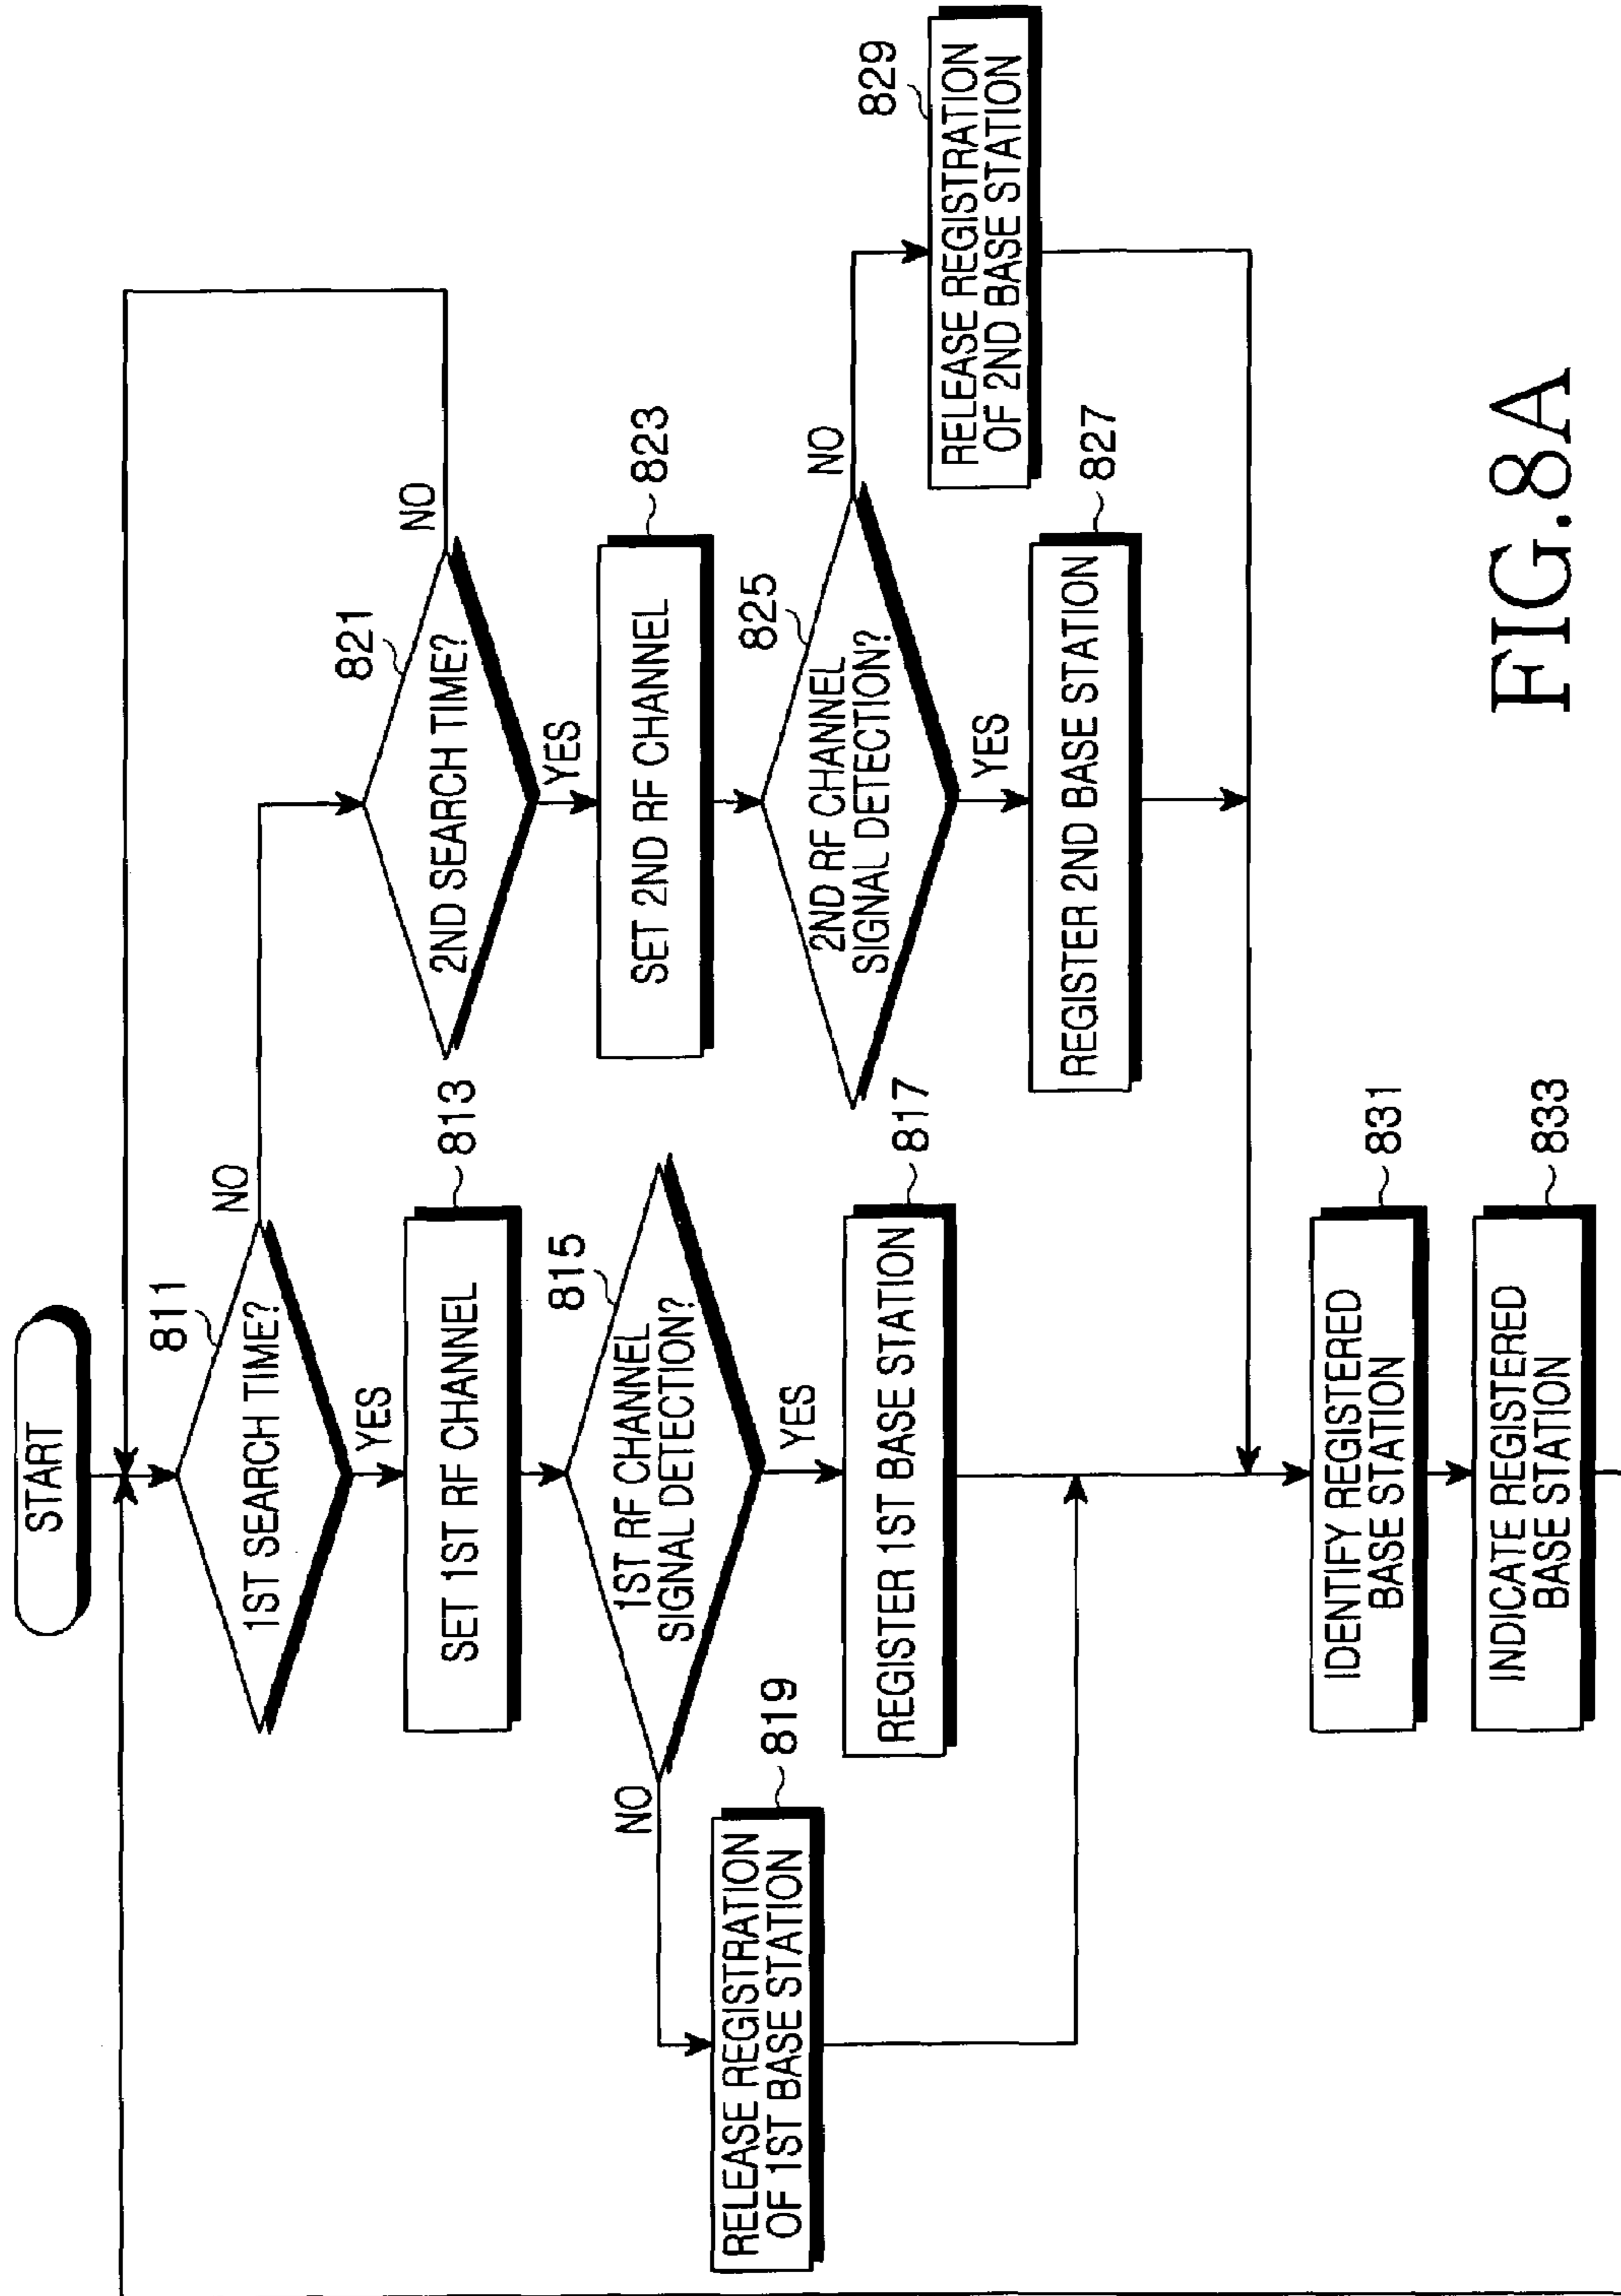 START
811
1ST SEARCH TIME?
NO
YES
813
SET 1ST RF CHANNEL
815
1ST RF CHANNEL
SIGNAL DETECTION?
NO
YES
819
RELEASE REGISTRATION
OF 1ST BASE STATION
817
REGISTER 1ST BASE STATION
821
2ND SEARCH TIME?
NO
YES
823
SET 2ND RF CHANNEL
825
2ND RF CHANNEL
SIGNAL DETECTION?
NO
YES
829
RELEASE REGISTRATION
OF 2ND BASE STATION
827
REGISTER 2ND BASE STATION
831
IDENTIFY REGISTERED
BASE STATION
833
INDICATE REGISTERED
BASE STATION
FIG.8A